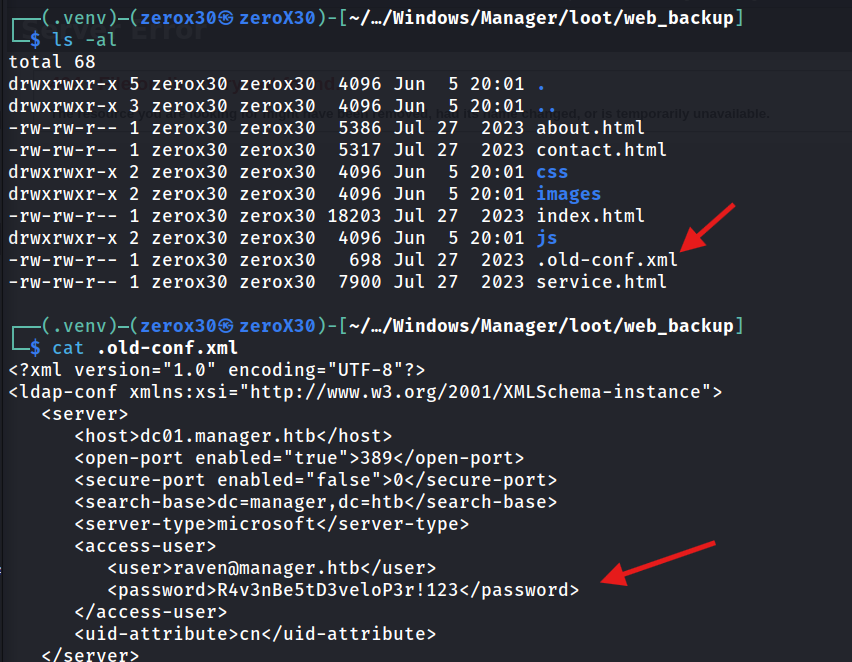 ┌──(.venv)─(zerox30㉿zeroX30)-[~/…/Windows/Manager/loot/web_backup]
└─$ ls -al
total 68
drwxrwxr-x 5 zerox30 zerox30  4096 Jun  5 20:01 .
drwxrwxr-x 3 zerox30 zerox30  4096 Jun  5 20:01 ..
-rw-rw-r-- 1 zerox30 zerox30  5386 Jul 27  2023 about.html
-rw-rw-r-- 1 zerox30 zerox30  5317 Jul 27  2023 contact.html
drwxrwxr-x 2 zerox30 zerox30  4096 Jun  5 20:01 css
drwxrwxr-x 2 zerox30 zerox30  4096 Jun  5 20:01 images
-rw-rw-r-- 1 zerox30 zerox30 18203 Jul 27  2023 index.html
drwxrwxr-x 2 zerox30 zerox30  4096 Jun  5 20:01 js
-rw-rw-r-- 1 zerox30 zerox30   698 Jul 27  2023 .old-conf.xml
-rw-rw-r-- 1 zerox30 zerox30  7900 Jul 27  2023 service.html
┌──(.venv)─(zerox30㉿zeroX30)-[~/…/Windows/Manager/loot/web_backup]
└─$ cat .old-conf.xml
<?xml version="1.0" encoding="UTF-8"?>
<ldap-conf xmlns:xsi="http://www.w3.org/2001/XMLSchema-instance">
   <server>
      <host>dc01.manager.htb</host>
      <open-port enabled="true">389</open-port>
      <secure-port enabled="false">0</secure-port>
      <search-base>dc=manager,dc=htb</search-base>
      <server-type>microsoft</server-type>
      <access-user>
         <user>raven@manager.htb</user>
         <password>R4v3nBe5tD3veloP3r!123</password>
      </access-user>
      <uid-attribute>cn</uid-attribute>
   </server>